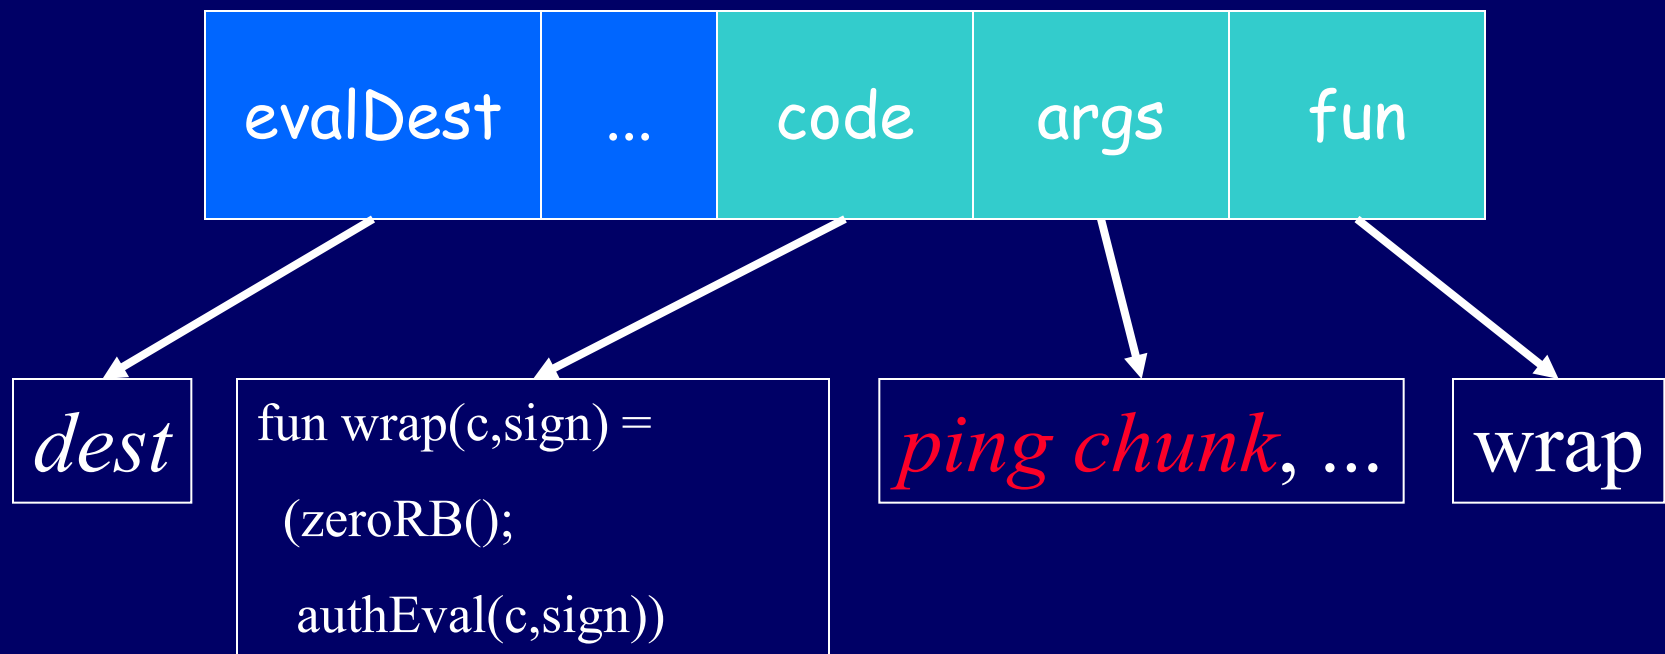 evalDest ... code args fun
dest
fun wrap(c,sign) =
(zeroRB();
authEval(c,sign))
ping chunk, ...
wrap